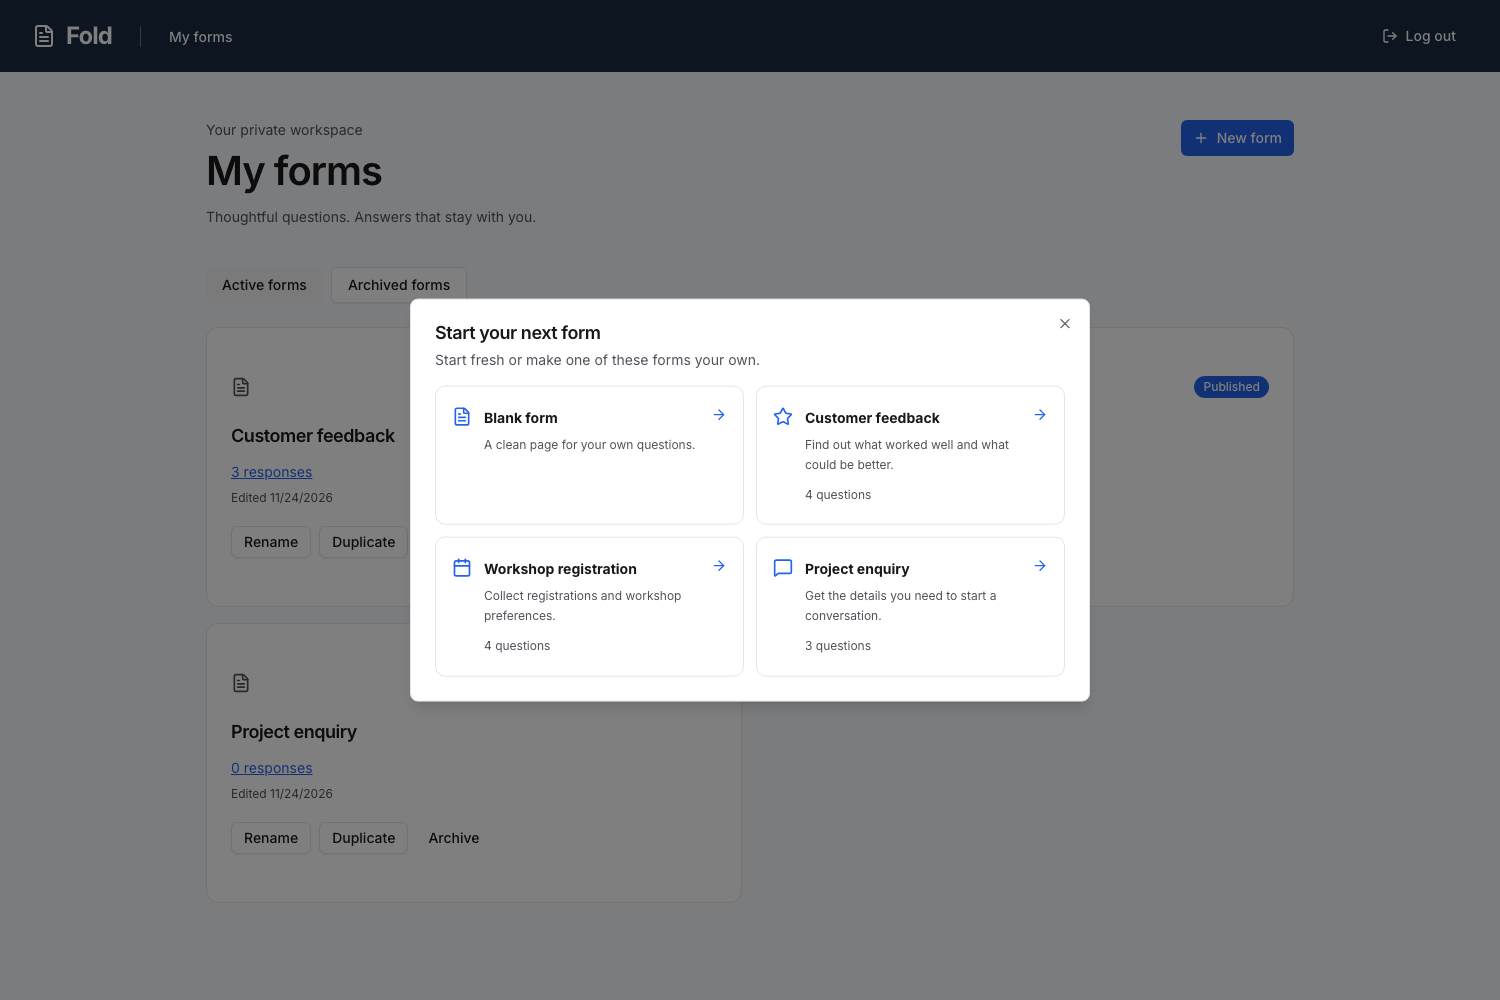 Fold
My forms
Log out
Your private workspace
My forms
Thoughtful questions. Answers that stay with you.
New form
Active forms
Archived forms
Start your next form
Start fresh or make one of these forms your own.
Blank form
A clean page for your own questions.
Customer feedback
Find out what worked well and what
could be better.
4 questions
Workshop registration
Collect registrations and workshop
preferences.
4 questions
Project enquiry
Get the details you need to start a
conversation.
3 questions
Published
Customer feedback
3 responses
Edited 11/24/2026
Rename
Duplicate
Project enquiry
0 responses
Edited 11/24/2026
Rename
Duplicate
Archive